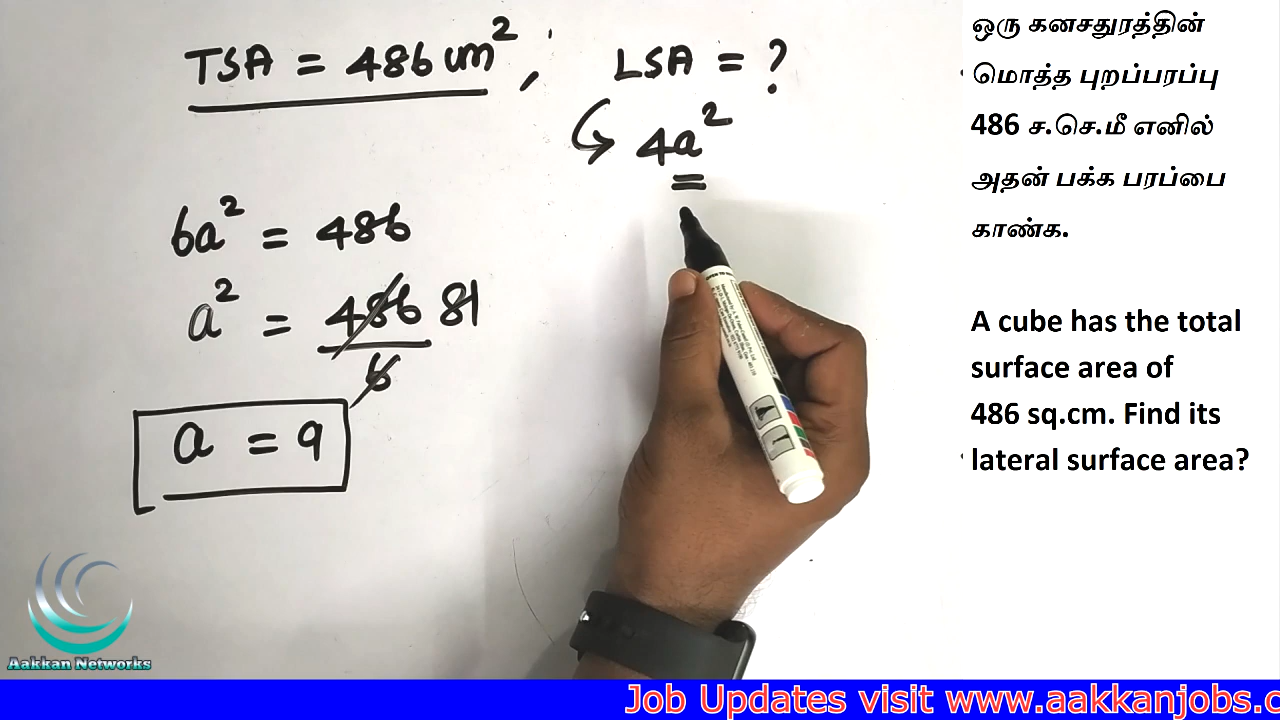 TSA = 486 cm² ; LSA = ?
4a²
6a² = 486
a² = 486 81
6
a = 9
ஒரு கனசதுரத்தின்
மொத்த புறப்பரப்பு
486 ச.செ.மீ எனில்
அதன் பக்க பரப்பை
காண்க.
A cube has the total
surface area of
486 sq.cm. Find its
lateral surface area?
Aakkan Networks
Job Updates visit www.aakkanjobs.c